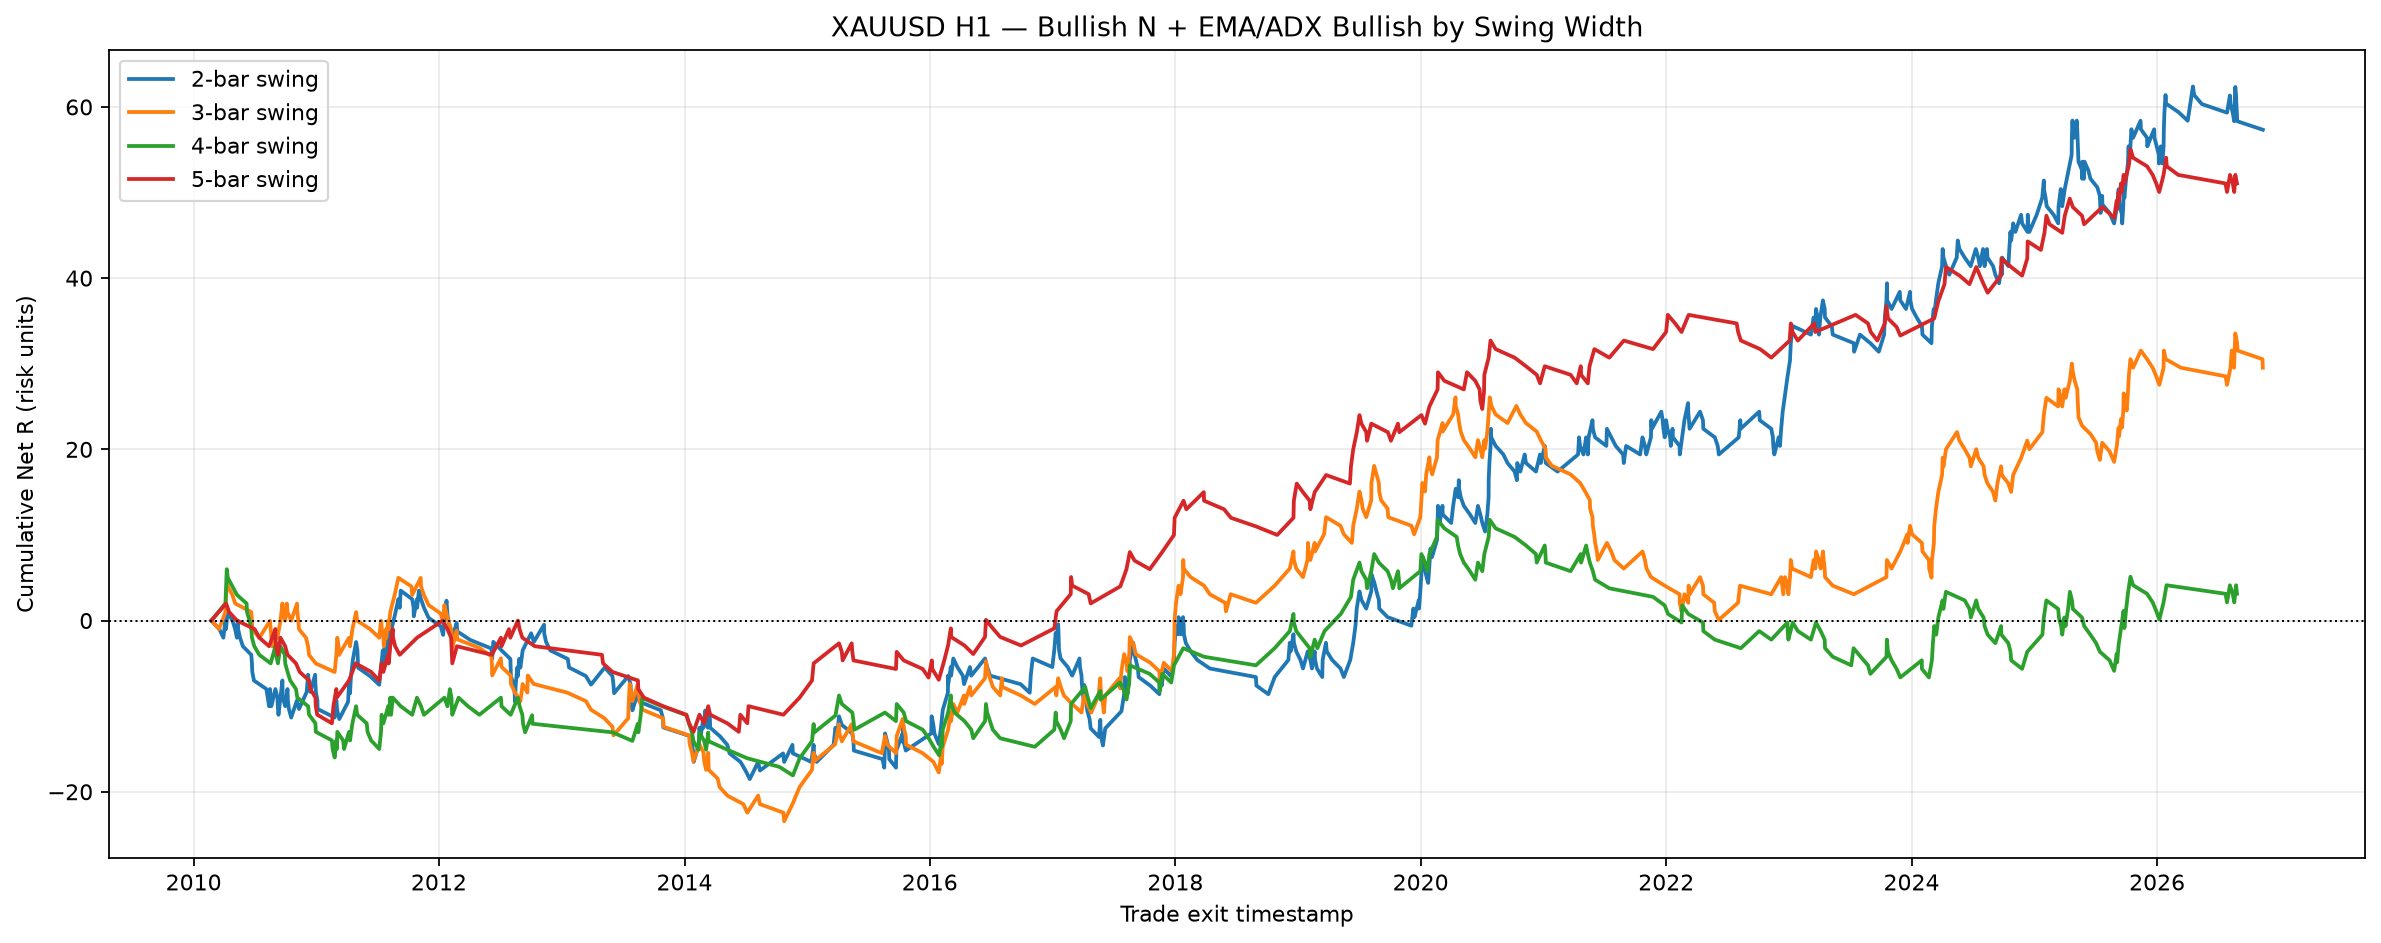 XAUUSD H1 — Bullish N + EMA/ADX Bullish by Swing Width
2-bar swing
3-bar swing
4-bar swing
5-bar swing
Cumulative Net R (risk units)
60
40
20
0
−20
2010 2012 2014 2016 2018 2020 2022 2024 2026
Trade exit timestamp